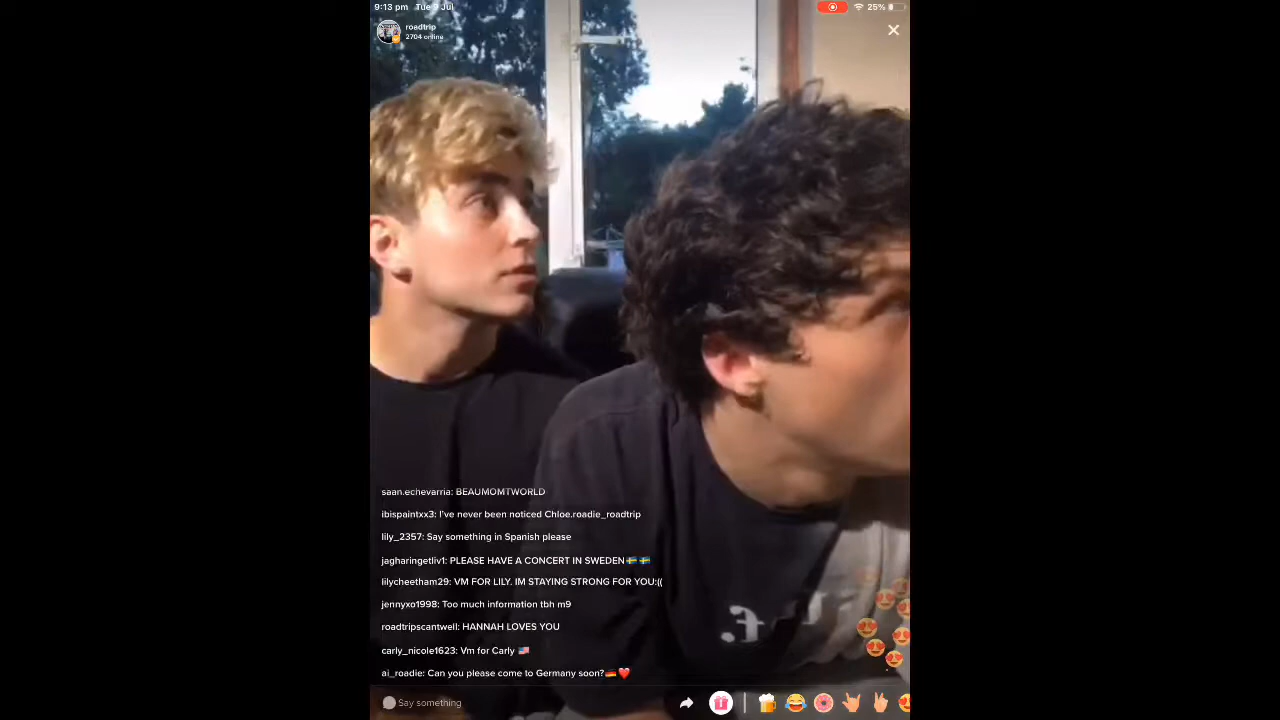 9:13 pm Tue 9 Jul
25%
roadtrip
2704 online
saan.echevarria: BEAUMOMTWORLD
ibispaintxx3: I've never been noticed Chloe.roadie_roadtrip
lily_2357: Say something in Spanish please
jagharingetliv1: PLEASE HAVE A CONCERT IN SWEDEN🇸🇪🇸🇪
lilycheetham29: VM FOR LILY. IM STAYING STRONG FOR YOU:((
jennyxo1998: Too much information tbh m9
roadtripscantwell: HANNAH LOVES YOU
carly_nicole1623: Vm for Carly 🇺🇸
ai_roadie: Can you please come to Germany soon?🇩🇪❤️
Say something